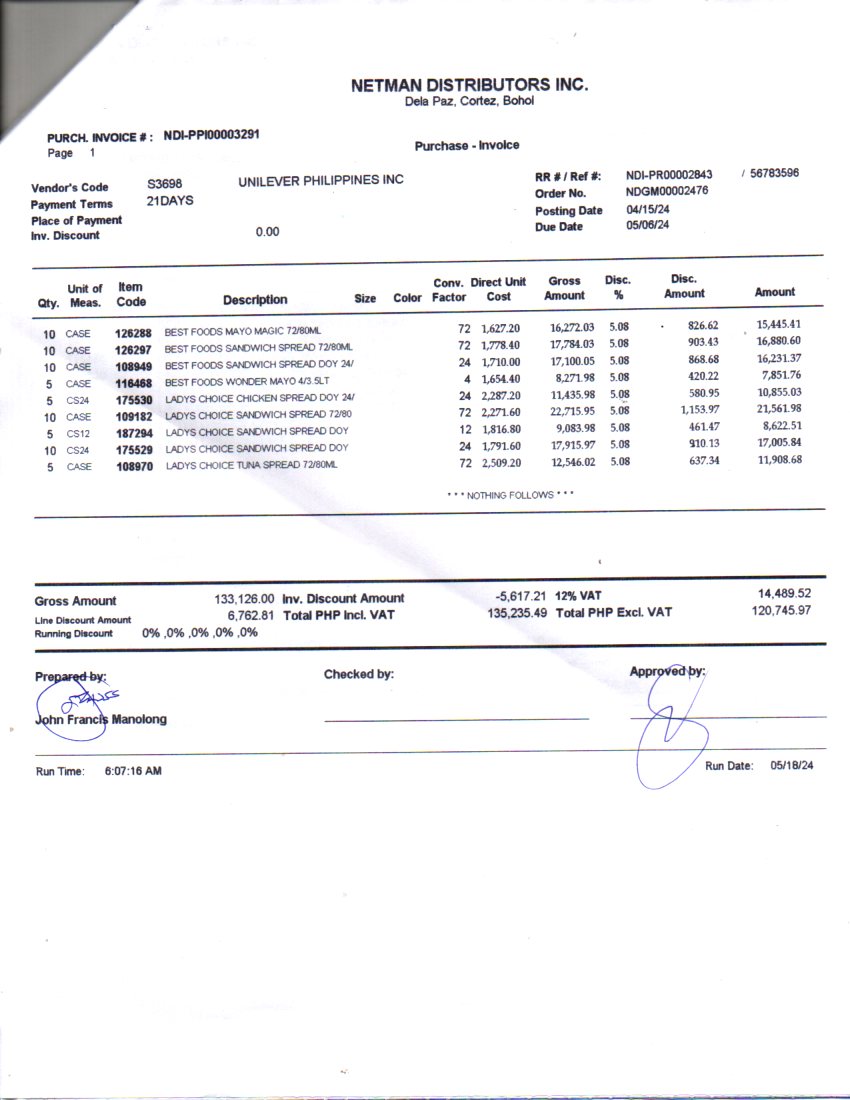 NETMAN DISTRIBUTORS INC.
Dela Paz, Cortez, Bohol
PURCH. INVOICE # : NDI-PPI00003291
Page 1
Purchase - Invoice
Vendor's Code S3698 UNILEVER PHILIPPINES INC RR # / Ref #: NDI-PR00002843 / 56783596
Payment Terms 21DAYS Order No. NDGM00002476
Place of Payment Posting Date 04/15/24
Inv. Discount 0.00 Due Date 05/06/24
Qty. Unit of Meas. Item Code Description Size Color Conv. Factor Direct Unit Cost Gross Amount Disc. % Disc. Amount Amount
10 CASE 126288 BEST FOODS MAYO MAGIC 72/80ML 72 1,627.20 16,272.03 5.08 826.62 15,445.41
10 CASE 126297 BEST FOODS SANDWICH SPREAD 72/80ML 72 1,778.40 17,784.03 5.08 903.43 16,880.60
10 CASE 108949 BEST FOODS SANDWICH SPREAD DOY 24/ 24 1,710.00 17,100.05 5.08 868.68 16,231.37
5 CASE 116468 BEST FOODS WONDER MAYO 4/3.5LT 4 1,654.40 8,271.98 5.08 420.22 7,851.76
5 CS24 175530 LADYS CHOICE CHICKEN SPREAD DOY 24/ 24 2,287.20 11,435.98 5.08 580.95 10,855.03
10 CASE 109182 LADYS CHOICE SANDWICH SPREAD 72/80 72 2,271.60 22,715.95 5.08 1,153.97 21,561.98
5 CS12 187294 LADYS CHOICE SANDWICH SPREAD DOY 12 1,816.80 9,083.98 5.08 461.47 8,622.51
10 CS24 175529 LADYS CHOICE SANDWICH SPREAD DOY 24 1,791.60 17,915.97 5.08 910.13 17,005.84
5 CASE 108970 LADYS CHOICE TUNA SPREAD 72/80ML 72 2,509.20 12,546.02 5.08 637.34 11,908.68
* * * NOTHING FOLLOWS * * *
Gross Amount 133,126.00 Inv. Discount Amount -5,617.21 12% VAT 14,489.52
Line Discount Amount 6,762.81 Total PHP Incl. VAT 135,235.49 Total PHP Excl. VAT 120,745.97
Running Discount 0% ,0% ,0% ,0% ,0%
Prepared by: Checked by: Approved by:
John Francis Manolong
Run Time: 6:07:16 AM Run Date: 05/18/24